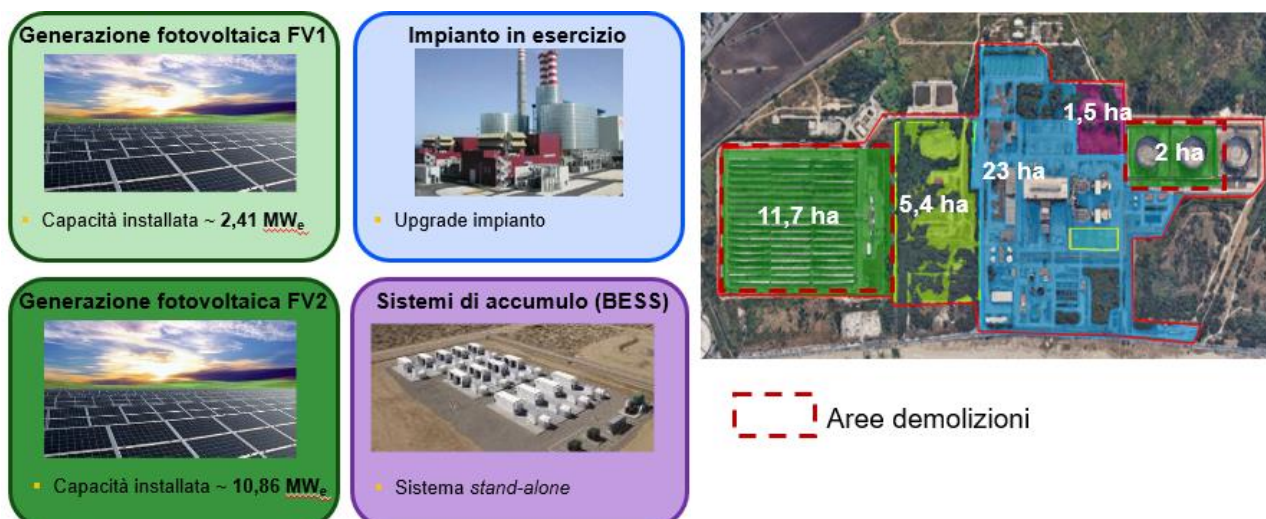 Generazione fotovoltaica FV1
Capacità installata ~ 2,41 MWe
Impianto in esercizio
Upgrade impianto
Generazione fotovoltaica FV2
Capacità installata ~ 10,86 MWe
Sistemi di accumulo (BESS)
Sistema stand-alone
1,5 ha
2 ha
23 ha
5,4 ha
11,7 ha
Aree demolizioni